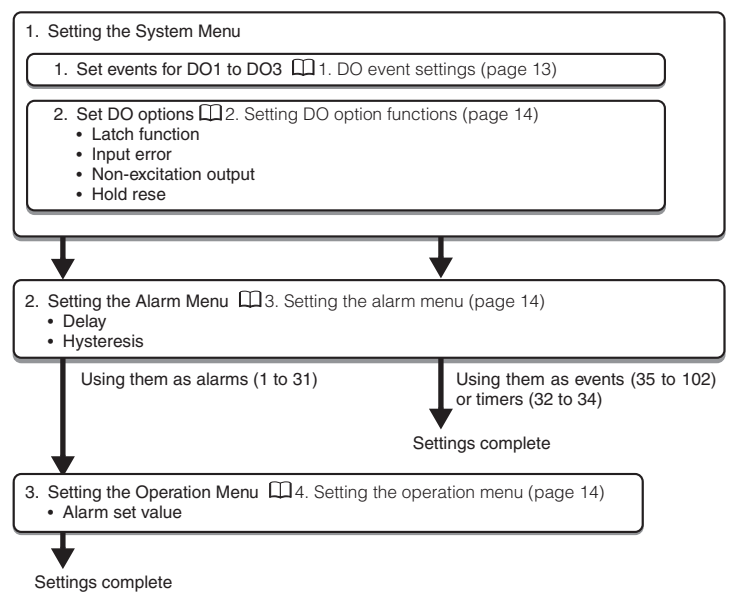 1. Setting the System Menu
1. Set events for DO1 to DO3 1. DO event settings (page 13)
2. Set DO options 2. Setting DO option functions (page 14)
• Latch function
• Input error
• Non-excitation output
• Hold rese
2. Setting the Alarm Menu 3. Setting the alarm menu (page 14)
• Delay
• Hysteresis
Using them as alarms (1 to 31)
Using them as events (35 to 102)
or timers (32 to 34)
Settings complete
3. Setting the Operation Menu 4. Setting the operation menu (page 14)
• Alarm set value
Settings complete